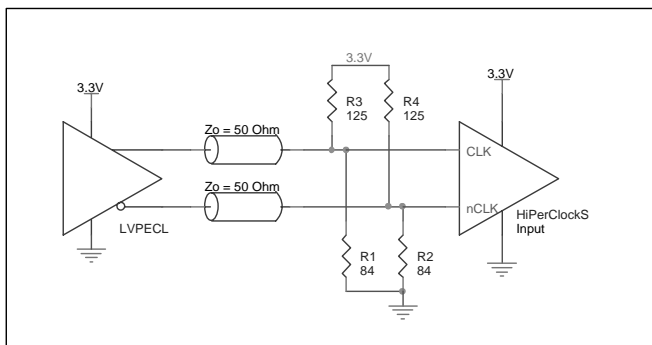 3.3V
3.3V
3.3V
R3
125
R4
125
Zo = 50 Ohm
CLK
Zo = 50 Ohm
nCLK
LVPECL
HiPerClockS
Input
R1
84
R2
84